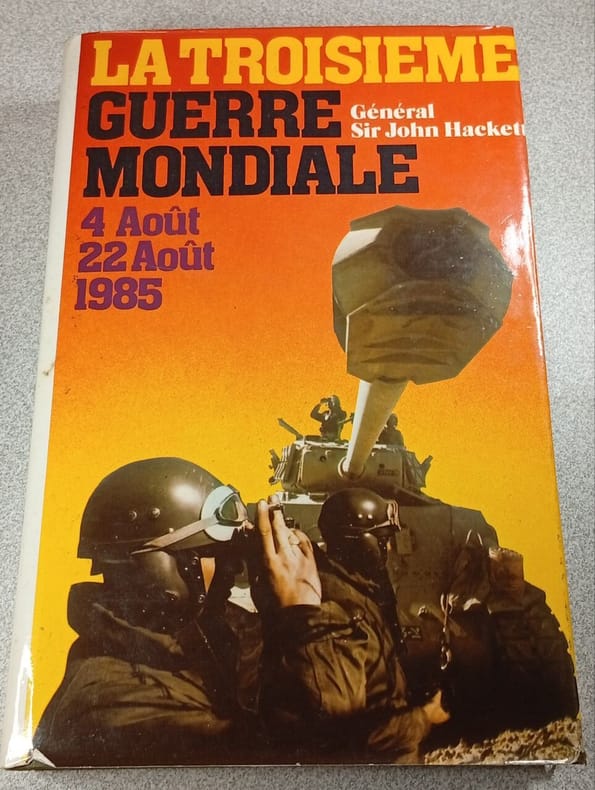 LA TROISIEME
GUERRE
MONDIALE
Général
Sir John Hackett
4 Août
22 Août
1985